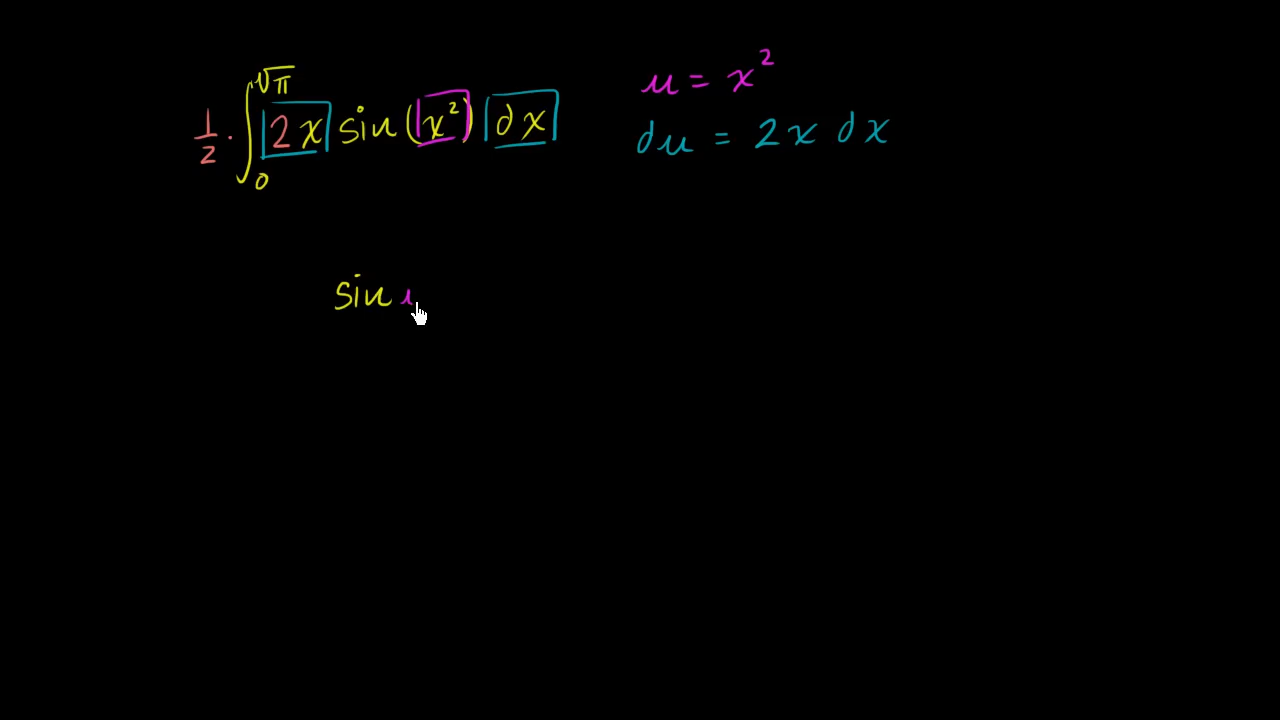 1/2 · ∫₀^√π 2x sin(x²) dx
u = x²
du = 2x dx
sin